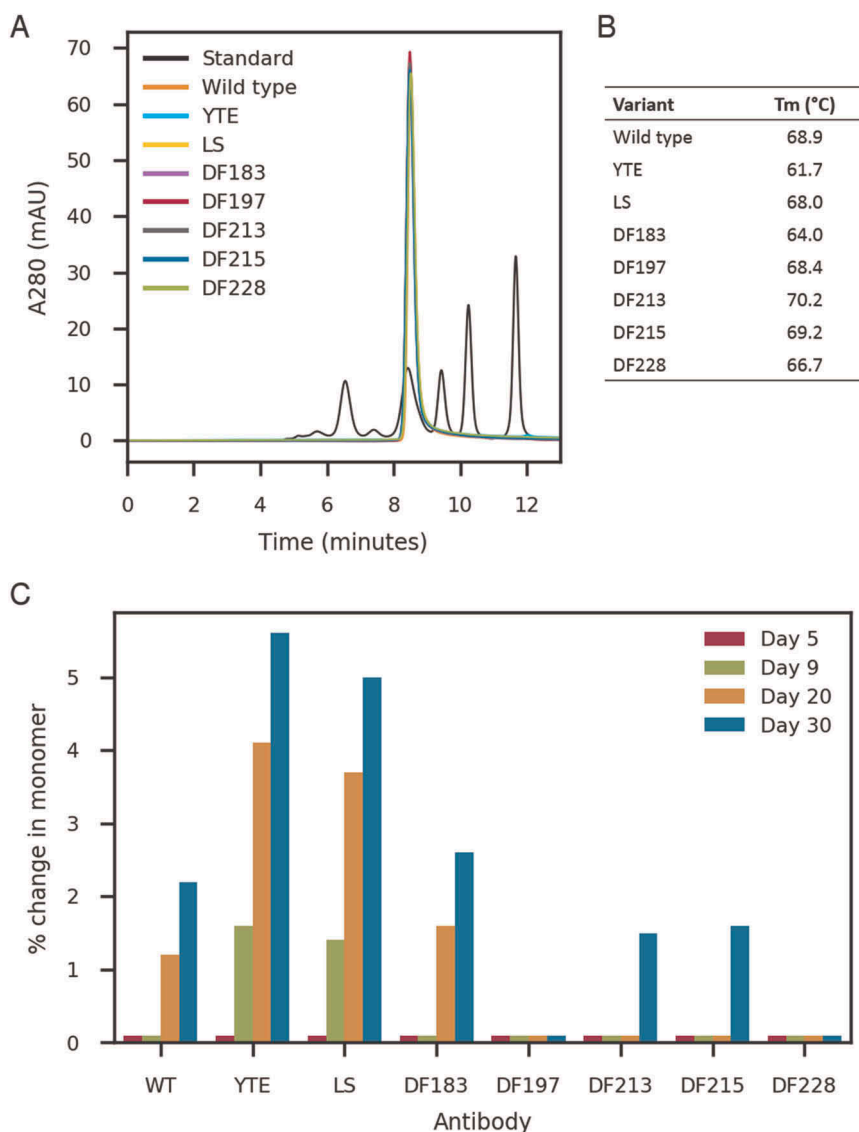 A
A280 (mAU)
70
60
50
40
30
20
10
0
Standard
Wild type
YTE
LS
DF183
DF197
DF213
DF215
DF228
0 2 4 6 8 10 12
Time (minutes)
B
Variant Tm (°C)
Wild type 68.9
YTE 61.7
LS 68.0
DF183 64.0
DF197 68.4
DF213 70.2
DF215 69.2
DF228 66.7
C
% change in monomer
5
4
3
2
1
0
Day 5
Day 9
Day 20
Day 30
WT YTE LS DF183 DF197 DF213 DF215 DF228
Antibody